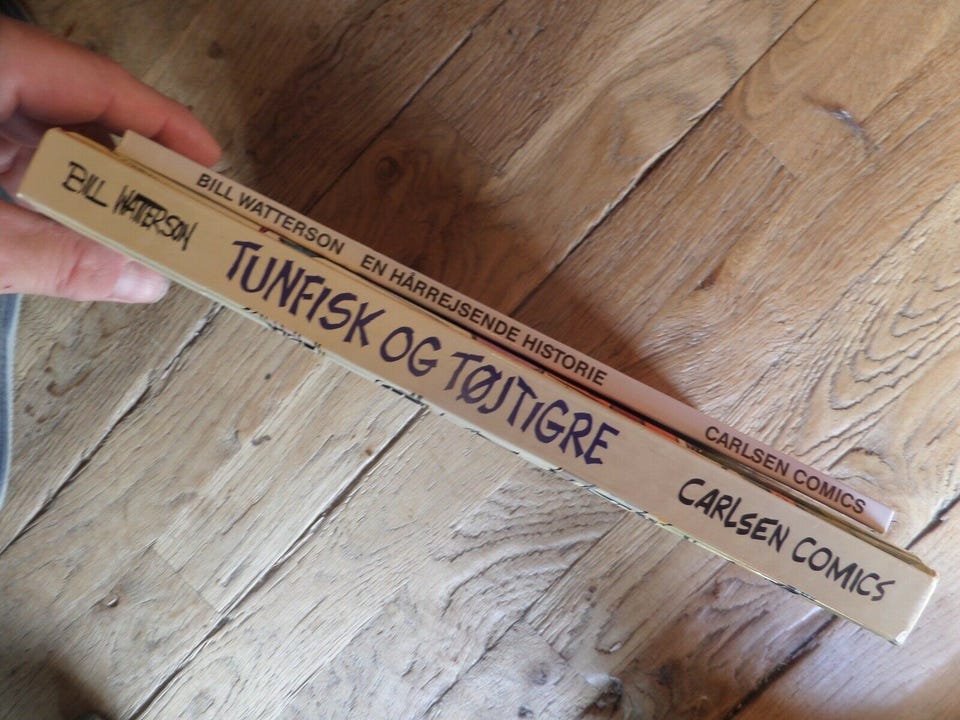 BILL WATTERSON EN HÅRREJSENDE HISTORIE CARLSEN COMICS
BILL WATTERSON TUNFISK OG TØJTIGRE CARLSEN COMICS